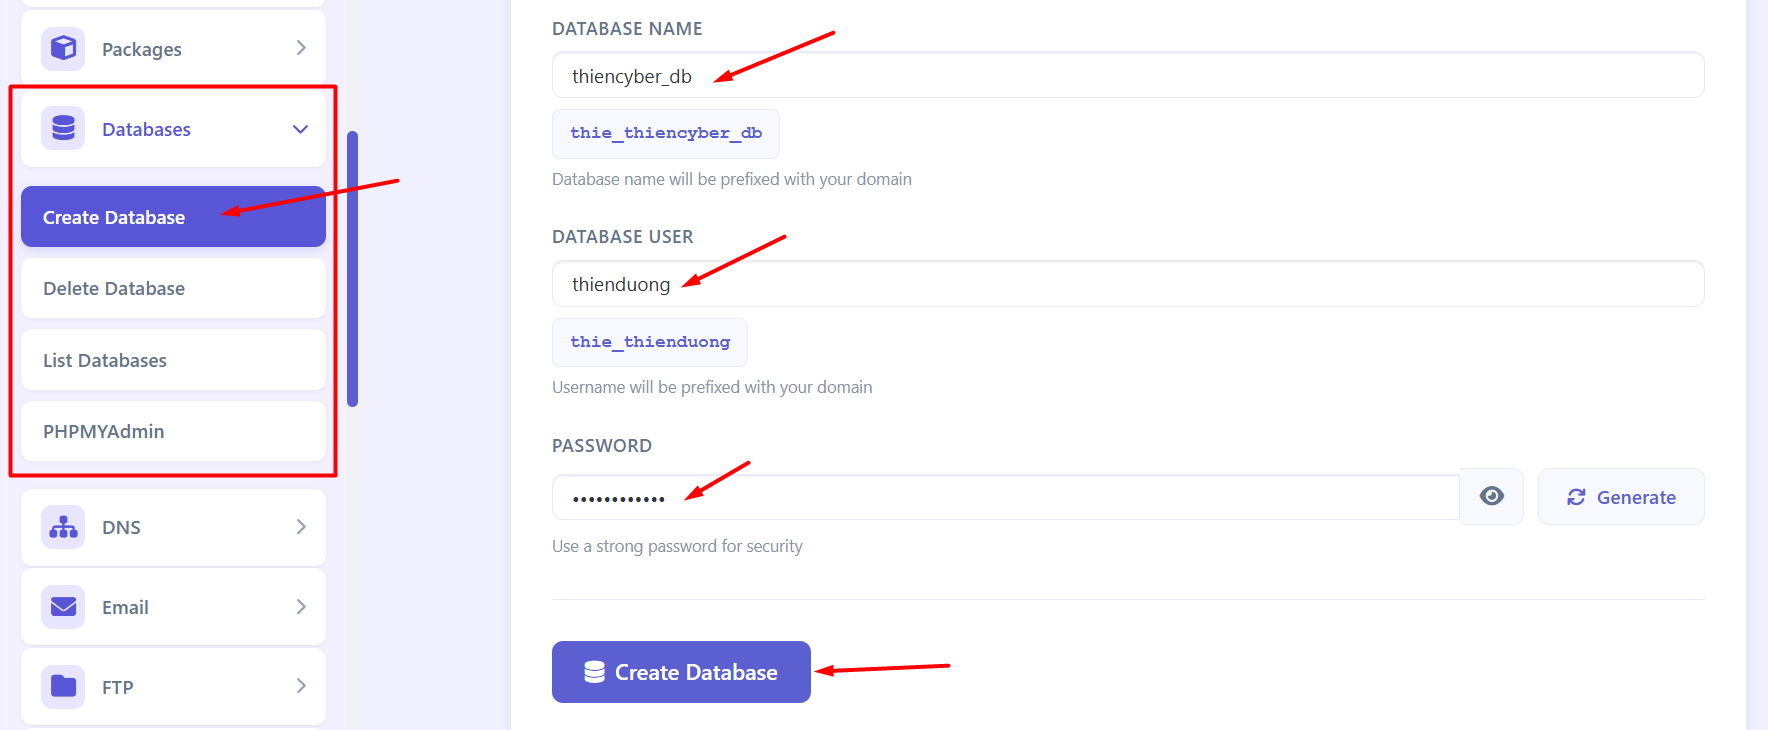 Packages
Databases
Create Database
Delete Database
List Databases
PHPMYAdmin
DNS
Email
FTP
DATABASE NAME
thiencyber_db
thie_thiencyber_db
Database name will be prefixed with your domain
DATABASE USER
thienduong
thie_thienduong
Username will be prefixed with your domain
PASSWORD
••••••••••••
Generate
Use a strong password for security
Create Database